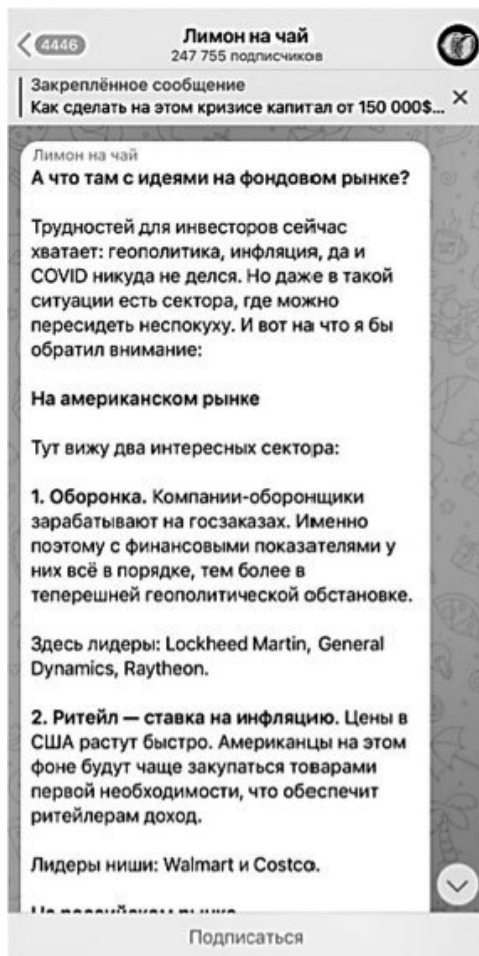 4446
Лимон на чай
247 755 подписчиков
Закреплённое сообщение
Как сделать на этом кризисе капитал от 150 000$...
Лимон на чай
А что там с идеями на фондовом рынке?
Трудностей для инвесторов сейчас
хватает: геополитика, инфляция, да и
COVID никуда не делся. Но даже в такой
ситуации есть сектора, где можно
пересидеть неспокуху. И вот на что я бы
обратил внимание:
На американском рынке
Тут вижу два интересных сектора:
1. Оборонка. Компании-оборонщики
зарабатывают на госзаказах. Именно
поэтому с финансовыми показателями у
них всё в порядке, тем более в
теперешней геополитической обстановке.
Здесь лидеры: Lockheed Martin, General
Dynamics, Raytheon.
2. Ритейл — ставка на инфляцию. Цены в
США растут быстро. Американцы на этом
фоне будут чаще закупаться товарами
первой необходимости, что обеспечит
ритейлерам доход.
Лидеры ниши: Walmart и Costco.
На российском рынке
Подписаться